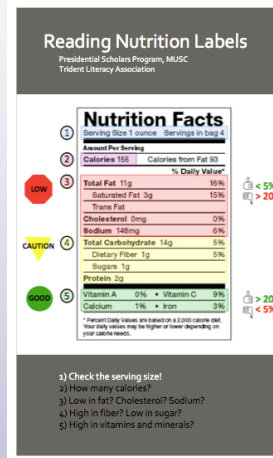 Reading Nutrition Labels
Presidential Scholars Program, MUSC
Trident Literacy Association
Nutrition Facts
1 Serving Size 1 ounce Servings in bag 4
Amount Per Serving
2 Calories 155 Calories from Fat 93
% Daily Value*
LOW 3 Total Fat 11g 16% < 5%
Saturated Fat 3g 15% > 20
Trans Fat
Cholesterol 0mg 0%
Sodium 148mg 6%
CAUTION 4 Total Carbohydrate 14g 5%
Dietary Fiber 1g 5%
Sugars 1g
Protein 2g
GOOD 5 Vitamin A 0% • Vitamin C 9% > 20
Calcium 1% • Iron 3% < 5%
* Percent Daily Values are based on a 2,000 calorie diet.
Your daily values may be higher or lower depending on
your calorie needs.
1) Check the serving size!
2) How many calories?
3) Low in fat? Cholesterol? Sodium?
4) High in fiber? Low in sugar?
5) High in vitamins and minerals?